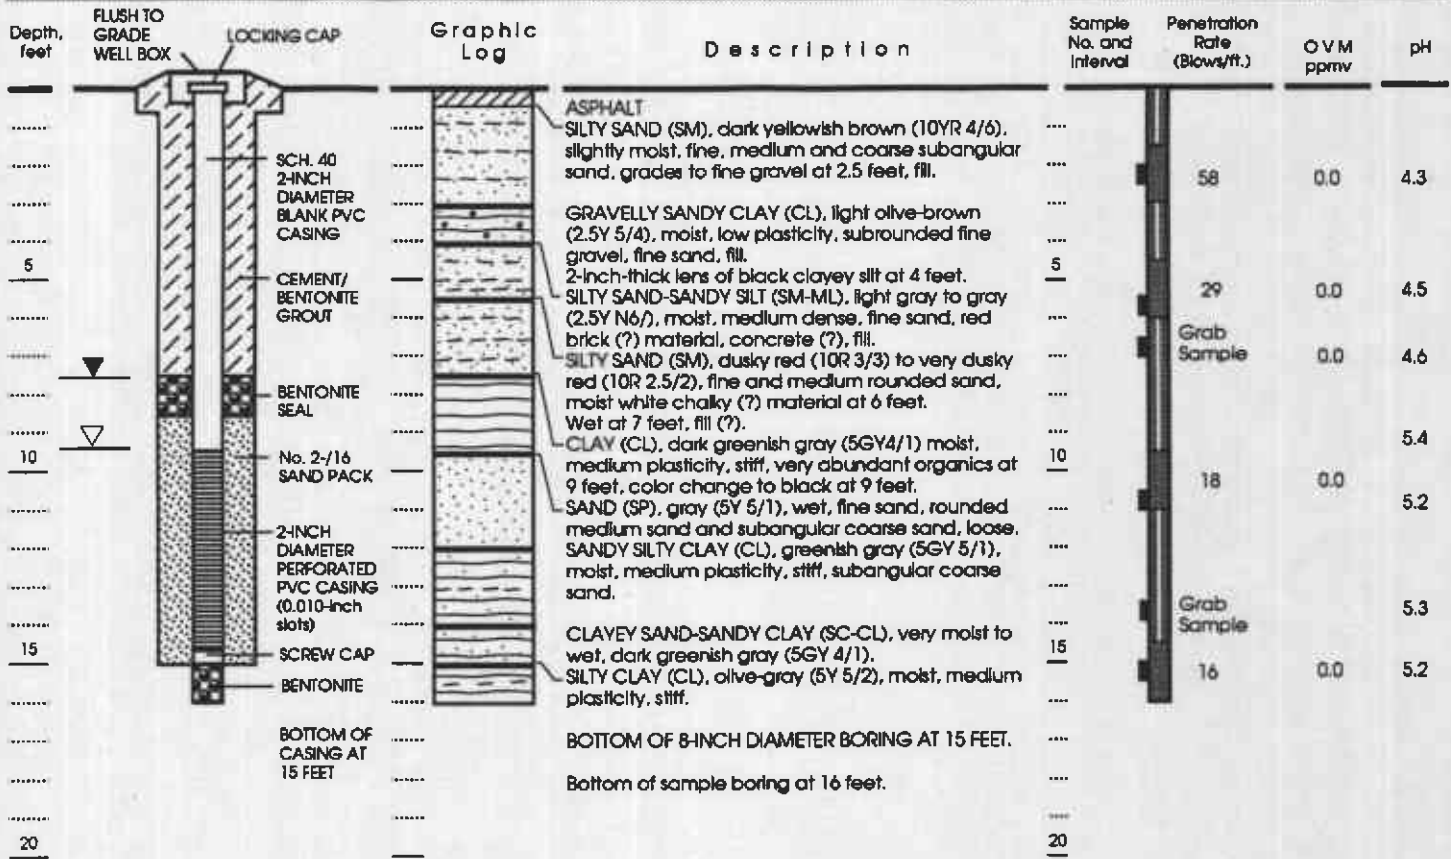 Depth, feet
FLUSH TO GRADE WELL BOX
LOCKING CAP
Graphic Log
Description
Sample No. and Interval
Penetration Rate (Blows/ft.)
OVM ppmv
pH
5
10
15
20
SCH. 40
2-INCH
DIAMETER
BLANK PVC
CASING
CEMENT/
BENTONITE
GROUT
BENTONITE
SEAL
No. 2-/16
SAND PACK
2-INCH
DIAMETER
PERFORATED
PVC CASING
(0.010-inch
slots)
SCREW CAP
BENTONITE
BOTTOM OF
CASING AT
15 FEET
ASPHALT
SILTY SAND (SM), dark yellowish brown (10YR 4/6),
slightly moist, fine, medium and coarse subangular
sand, grades to fine gravel at 2.5 feet, fill.
GRAVELLY SANDY CLAY (CL), light olive-brown
(2.5Y 5/4), moist, low plasticity, subrounded fine
gravel, fine sand, fill.
2-inch-thick lens of black clayey silt at 4 feet.
SILTY SAND-SANDY SILT (SM-ML), light gray to gray
(2.5Y N6/), moist, medium dense, fine sand, red
brick (?) material, concrete (?), fill.
SILTY SAND (SM), dusky red (10R 3/3) to very dusky
red (10R 2.5/2), fine and medium rounded sand,
moist white chalky (?) material at 6 feet.
Wet at 7 feet, fill (?).
CLAY (CL), dark greenish gray (5GY4/1) moist,
medium plasticity, stiff, very abundant organics at
9 feet, color change to black at 9 feet.
SAND (SP), gray (5Y 5/1), wet, fine sand, rounded
medium sand and subangular coarse sand, loose.
SANDY SILTY CLAY (CL), greenish gray (5GY 5/1),
moist, medium plasticity, stiff, subangular coarse
sand.
CLAYEY SAND-SANDY CLAY (SC-CL), very moist to
wet, dark greenish gray (5GY 4/1).
SILTY CLAY (CL), olive-gray (5Y 5/2), moist, medium
plasticity, stiff.
BOTTOM OF 8-INCH DIAMETER BORING AT 15 FEET.
Bottom of sample boring at 16 feet.
5
10
15
20
58 0.0 4.3
29 0.0 4.5
Grab
Sample 0.0 4.6
5.4
18 0.0
5.2
Grab
Sample 5.3
16 0.0 5.2